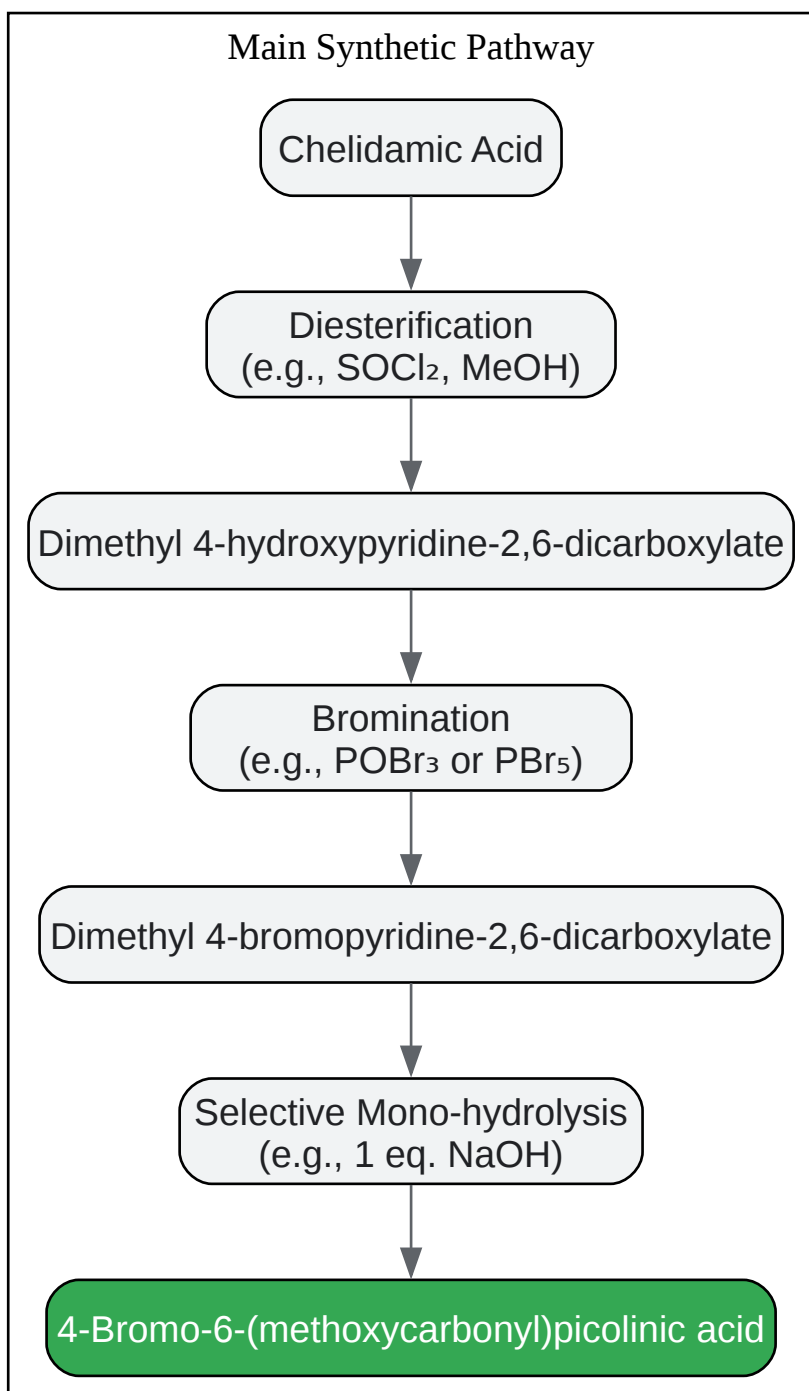 Main Synthetic Pathway
Chelidamic Acid
Diesterification
(e.g., SOCl₂, MeOH)
Dimethyl 4-hydroxypyridine-2,6-dicarboxylate
Bromination
(e.g., POBr₃ or PBr₅)
Dimethyl 4-bromopyridine-2,6-dicarboxylate
Selective Mono-hydrolysis
(e.g., 1 eq. NaOH)
4-Bromo-6-(methoxycarbonyl)picolinic acid